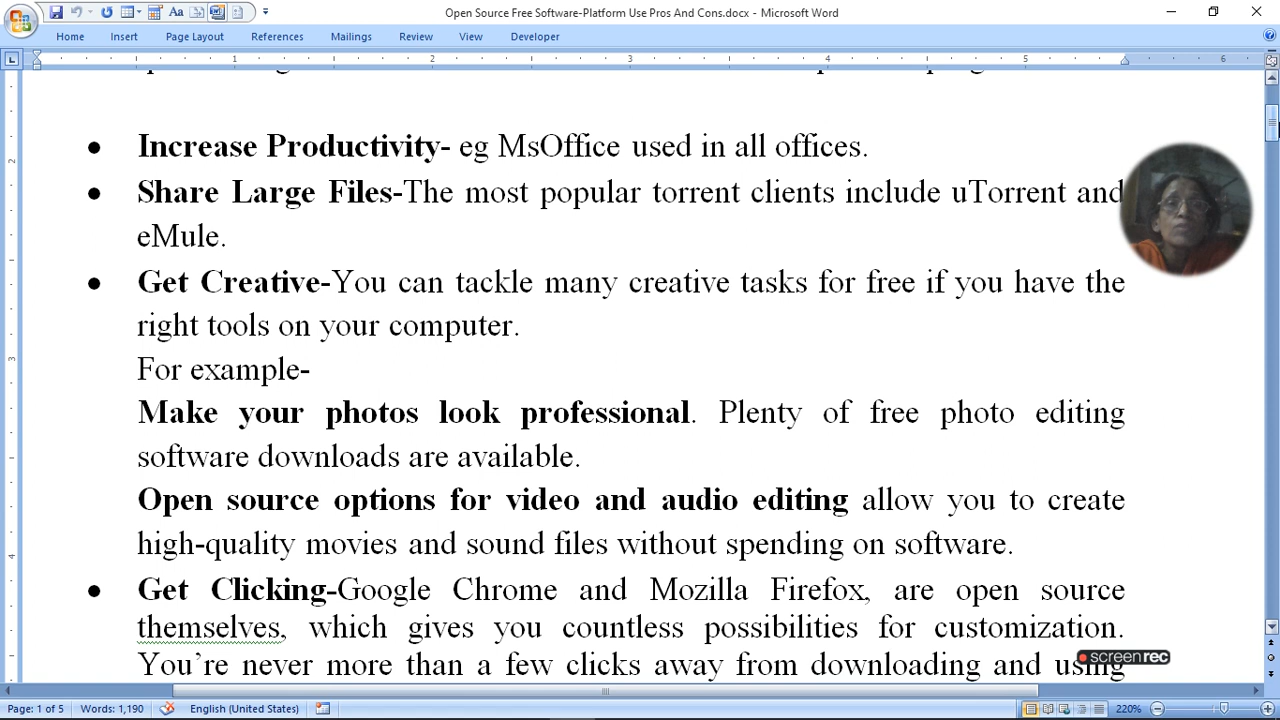 Open Source Free Software-Platform Use Pros And Cons.docx - Microsoft Word
Home Insert Page Layout References Mailings Review View Developer
1 2 3 4 5 6
• Increase Productivity- eg MsOffice used in all offices.
• Share Large Files-The most popular torrent clients include uTorrent and
eMule.
• Get Creative-You can tackle many creative tasks for free if you have the
right tools on your computer.
For example-
Make your photos look professional. Plenty of free photo editing
software downloads are available.
Open source options for video and audio editing allow you to create
high-quality movies and sound files without spending on software.
• Get Clicking-Google Chrome and Mozilla Firefox, are open source
themselves, which gives you countless possibilities for customization.
You’re never more than a few clicks away from downloading and using
screenrec
Page: 1 of 5 Words: 1,190 English (United States) 220%